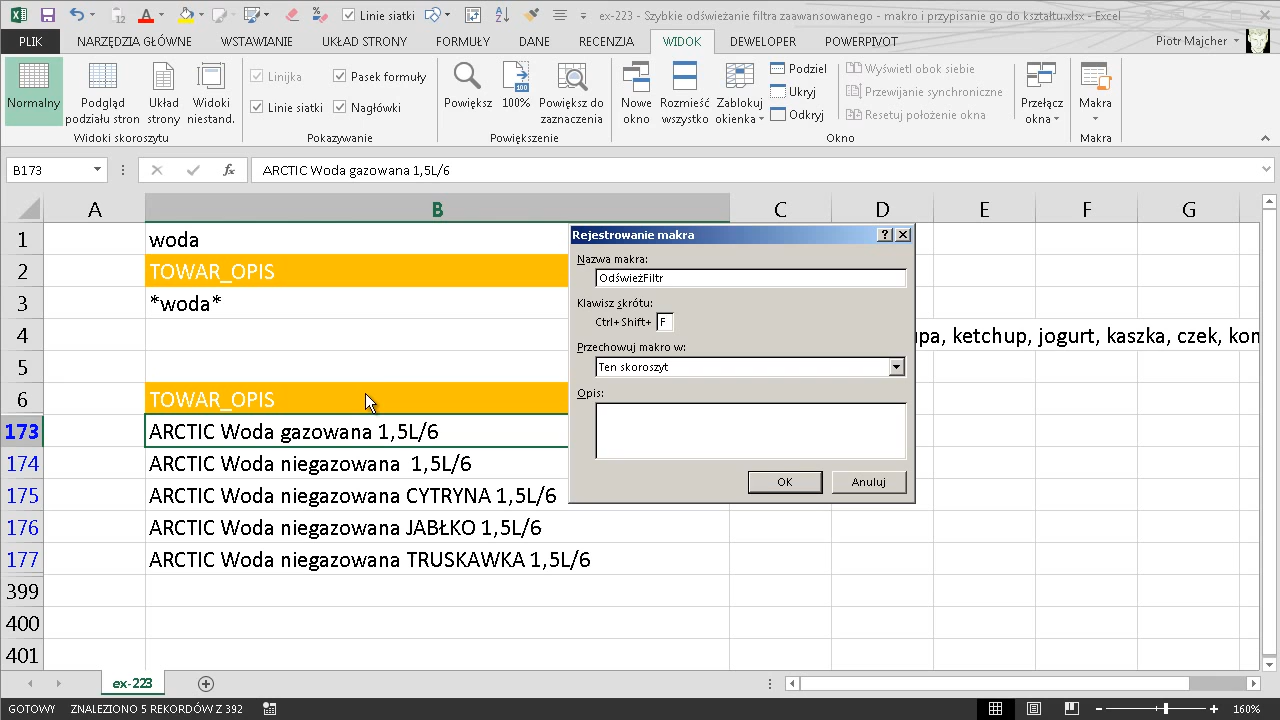 ex-223 - Szybkie odświeżanie filtra zaawansowanego - makro i przypisanie go do kształtu.xlsx - Excel
Linie siatki
PLIK NARZĘDZIA GŁÓWNE WSTAWIANIE UKŁAD STRONY FORMUŁY DANE RECENZJA WIDOK DEWELOPER POWERPIVOT Piotr Majcher
Normalny
Podgląd podziału stron
Układ strony
Widoki niestand.
Widoki skoroszytu
Linijka
Pasek formuły
Linie siatki
Nagłówki
Pokazywanie
Powiększ
100%
Powiększ do zaznaczenia
Powiększenie
Nowe okno
Rozmieść wszystko
Zablokuj okienka
Podziel
Ukryj
Odkryj
Wyświetl obok siebie
Przewijanie synchroniczne
Resetuj położenie okna
Okno
Przełącz okna
Makra
Makra
B173
fx
ARCTIC Woda gazowana 1,5L/6
A B C D E F G
1 woda
2 TOWAR_OPIS
3 *woda*
4 upa, ketchup, jogurt, kaszka, czek, kon
5
6 TOWAR_OPIS
173 ARCTIC Woda gazowana 1,5L/6
174 ARCTIC Woda niegazowana 1,5L/6
175 ARCTIC Woda niegazowana CYTRYNA 1,5L/6
176 ARCTIC Woda niegazowana JABŁKO 1,5L/6
177 ARCTIC Woda niegazowana TRUSKAWKA 1,5L/6
399
400
401
Rejestrowanie makra
Nazwa makra:
OdświeżFiltr
Klawisz skrótu:
Ctrl+Shift+ F
Przechowuj makro w:
Ten skoroszyt
Opis:
OK Anuluj
ex-223
GOTOWY ZNALEZIONO 5 REKORDÓW Z 392 160%